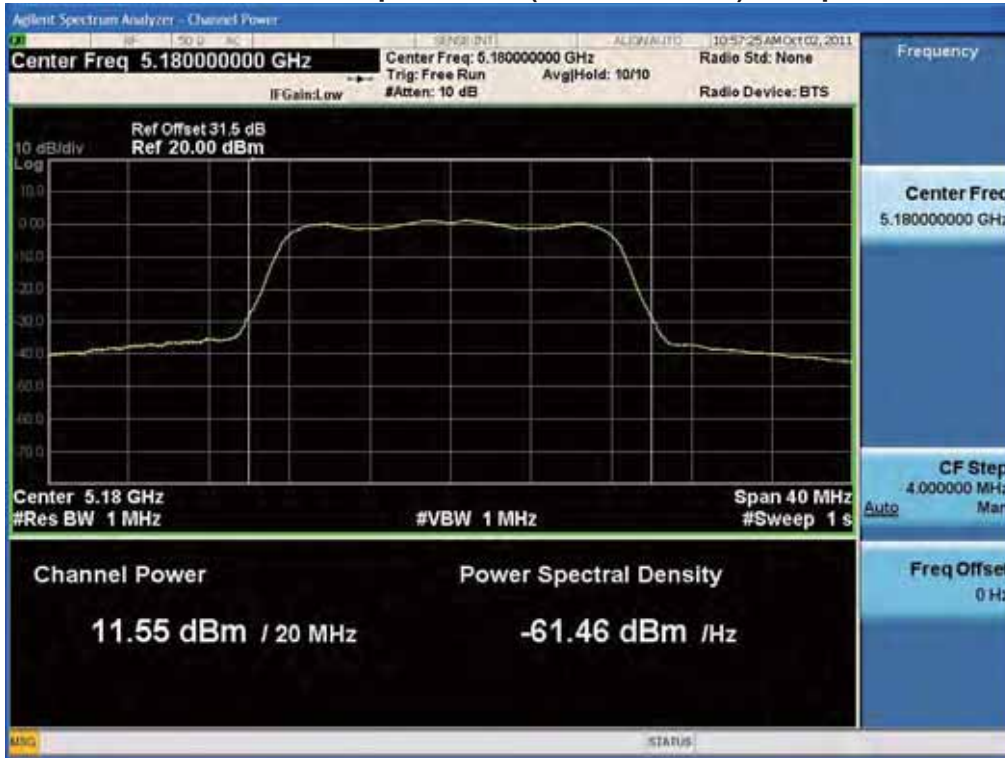 Agilent Spectrum Analyzer - Channel Power
RF 50 Ω AC SENSE:INT ALIGN AUTO 10:57:25 AM Oct 02, 2011
Center Freq 5.180000000 GHz
Center Freq: 5.180000000 GHz
Radio Std: None
Trig: Free Run Avg|Hold: 10/10
IFGain:Low #Atten: 10 dB Radio Device: BTS
Ref Offset 31.5 dB
10 dB/div Ref 20.00 dBm
Log
10.0
0.00
-10.0
-20.0
-30.0
-40.0
-50.0
-60.0
-70.0
Center 5.18 GHz Span 40 MHz
#Res BW 1 MHz #VBW 1 MHz #Sweep 1 s
Channel Power Power Spectral Density
11.55 dBm / 20 MHz -61.46 dBm /Hz
MSG STATUS
Frequency
Center Freq
5.180000000 GHz
CF Step
4.000000 MHz
Auto Man
Freq Offset
0 Hz